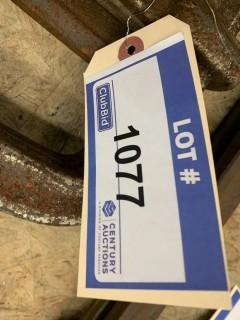 LOT #
1077
ClubBid
CENTURY
AUCTIONS